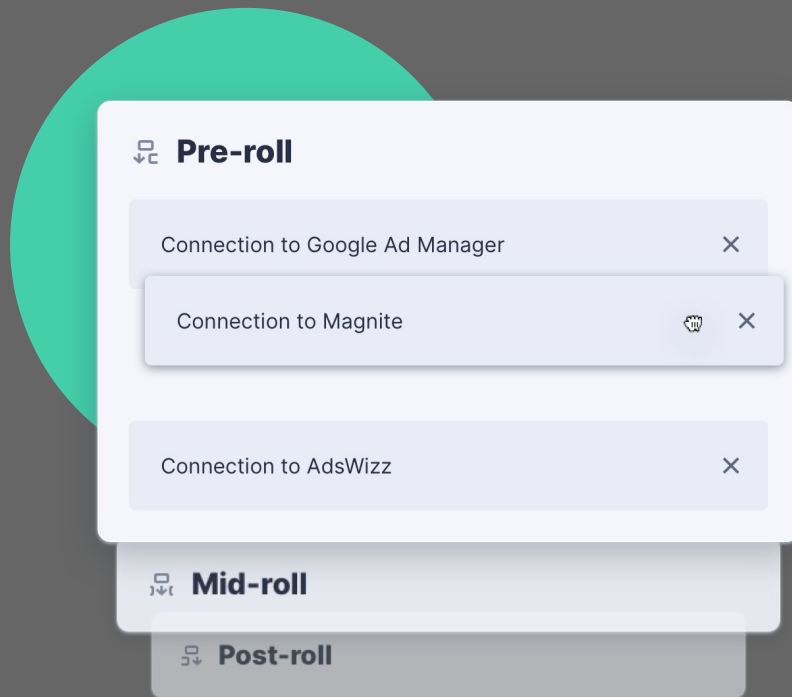 Pre-roll
Connection to Google Ad Manager
Connection to Magnite
Connection to AdsWizz
Mid-roll
Post-roll